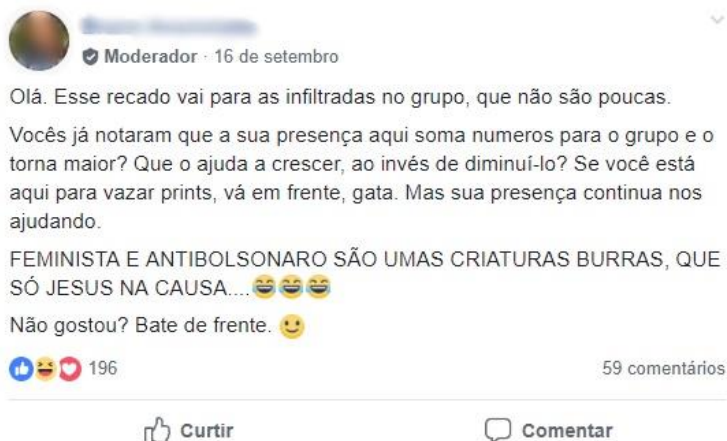 Moderador · 16 de setembro
Olá. Esse recado vai para as infiltradas no grupo, que não são poucas.
Vocês já notaram que a sua presença aqui soma numeros para o grupo e o
torna maior? Que o ajuda a crescer, ao invés de diminuí-lo? Se você está
aqui para vazar prints, vá em frente, gata. Mas sua presença continua nos
ajudando.
FEMINISTA E ANTIBOLSONARO SÃO UMAS CRIATURAS BURRAS, QUE
SÓ JESUS NA CAUSA....😂😂😂
Não gostou? Bate de frente. 🙂
196 59 comentários
Curtir Comentar